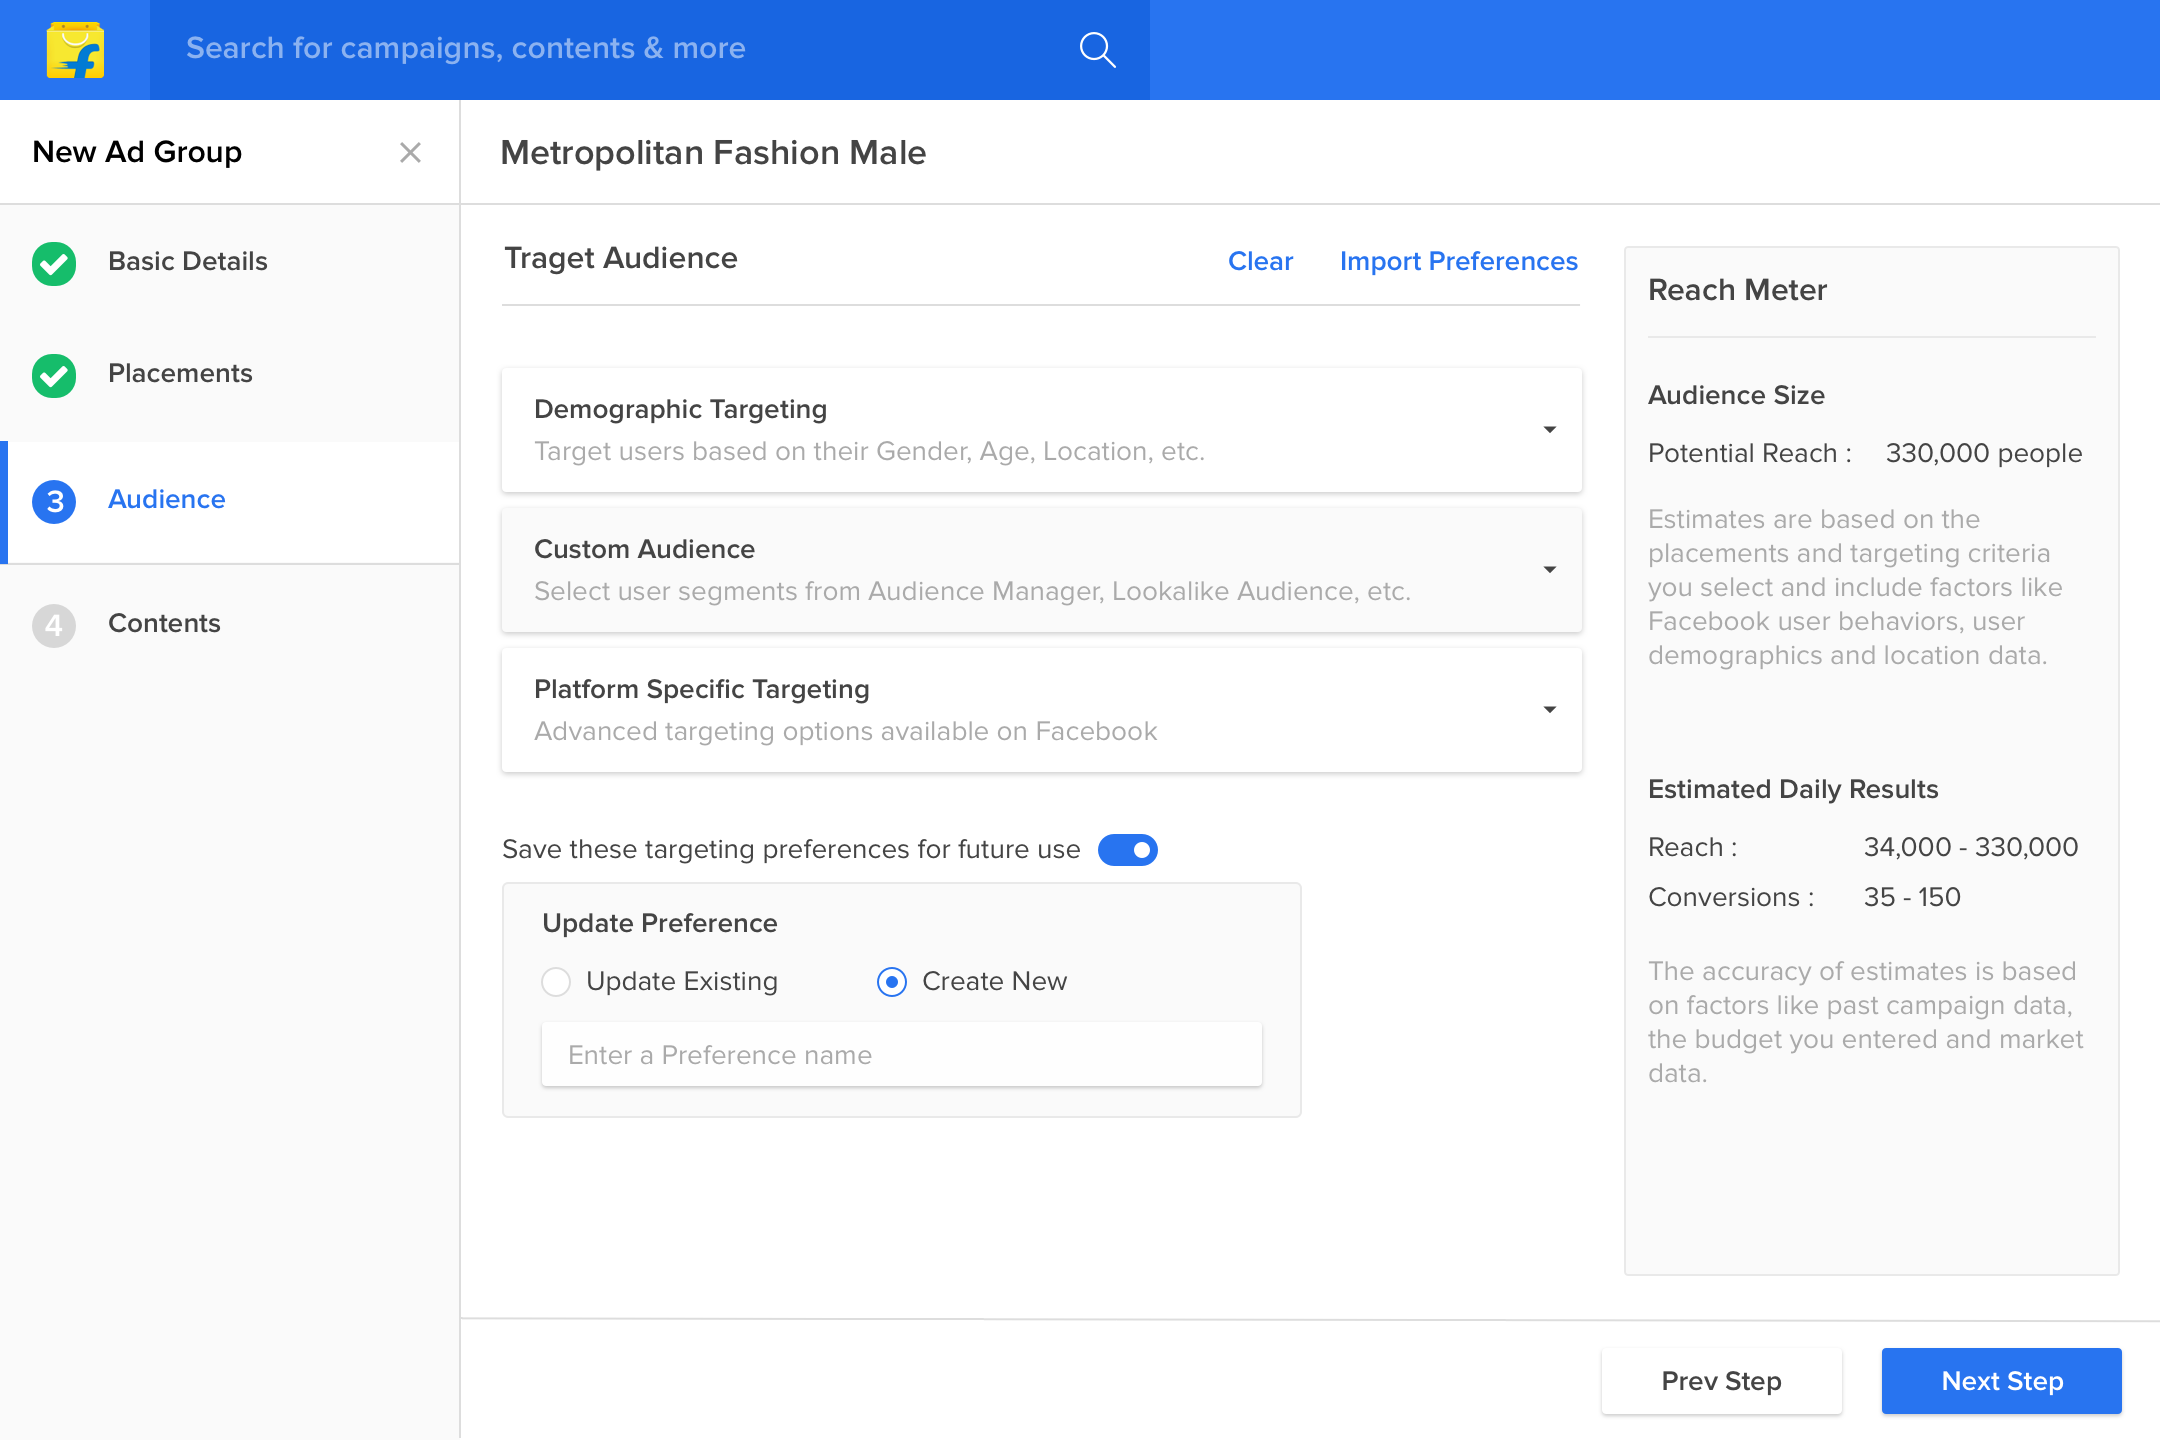 Search for campaigns, contents & more
New Ad Group
Metropolitan Fashion Male
Basic Details
Placements
3 Audience
4 Contents
Traget Audience
Clear
Import Preferences
Demographic Targeting
Target users based on their Gender, Age, Location, etc.
Custom Audience
Select user segments from Audience Manager, Lookalike Audience, etc.
Platform Specific Targeting
Advanced targeting options available on Facebook
Save these targeting preferences for future use
Update Preference
Update Existing
Create New
Enter a Preference name
Reach Meter
Audience Size
Potential Reach : 330,000 people
Estimates are based on the
placements and targeting criteria
you select and include factors like
Facebook user behaviors, user
demographics and location data.
Estimated Daily Results
Reach : 34,000 - 330,000
Conversions : 35 - 150
The accuracy of estimates is based
on factors like past campaign data,
the budget you entered and market
data.
Prev Step
Next Step